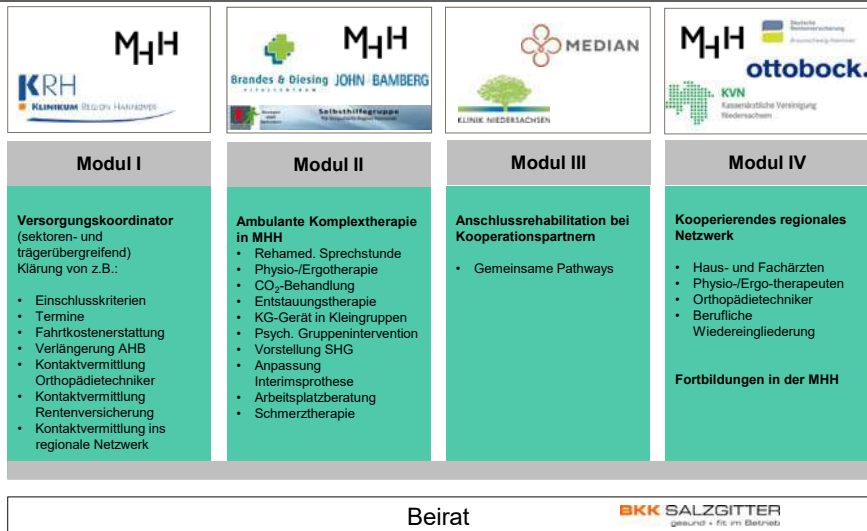 MHH
KRH
KLINIKUM REGION HANNOVER
MHH
Brandes & Diesing
VITALCENTRUM
JOHN BAMBERG
Selbsthilfegruppe
MEDIAN
KLINIK NIEDERSACHSEN
MHH
Deutsche
Rentenversicherung
Braunschweig-Hannover
ottobock.
KVN
Kassenärztliche Vereinigung
Niedersachsen
Modul I
Versorgungskoordinator
(sektoren- und
trägerübergreifend)
Klärung von z.B.:
• Einschlusskriterien
• Termine
• Fahrtkostenerstattung
• Verlängerung AHB
• Kontaktvermittlung
Orthopädietechniker
• Kontaktvermittlung
Rentenversicherung
• Kontaktvermittlung ins
regionale Netzwerk
Modul II
Ambulante Komplextherapie
in MHH
• Rehamed. Sprechstunde
• Physio-/Ergotherapie
• CO₂-Behandlung
• Entstauungstherapie
• KG-Gerät in Kleingruppen
• Psych. Gruppenintervention
• Vorstellung SHG
• Anpassung
Interimsprothese
• Arbeitsplatzberatung
• Schmerztherapie
Modul III
Anschlussrehabilitation bei
Kooperationspartnern
• Gemeinsame Pathways
Modul IV
Kooperierendes regionales
Netzwerk
• Haus- und Fachärzten
• Physio-/Ergo-therapeuten
• Orthopädietechniker
• Berufliche
Wiedereingliederung
Fortbildungen in der MHH
Beirat
BKK SALZGITTER
gesund + fit im Betrieb